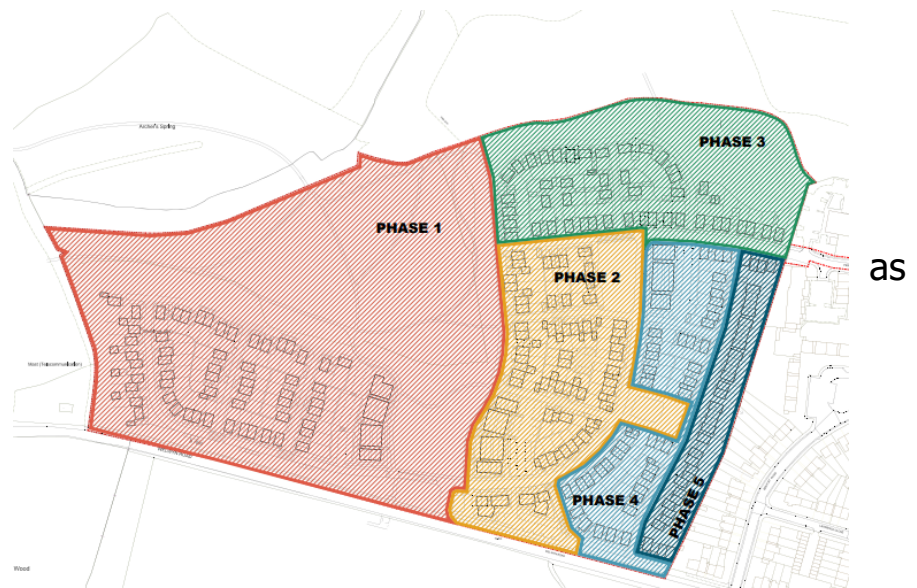 Archer's Spring
PHASE 3
PHASE 1
as
PHASE 2
PHASE 4
PHASE 5
Wood